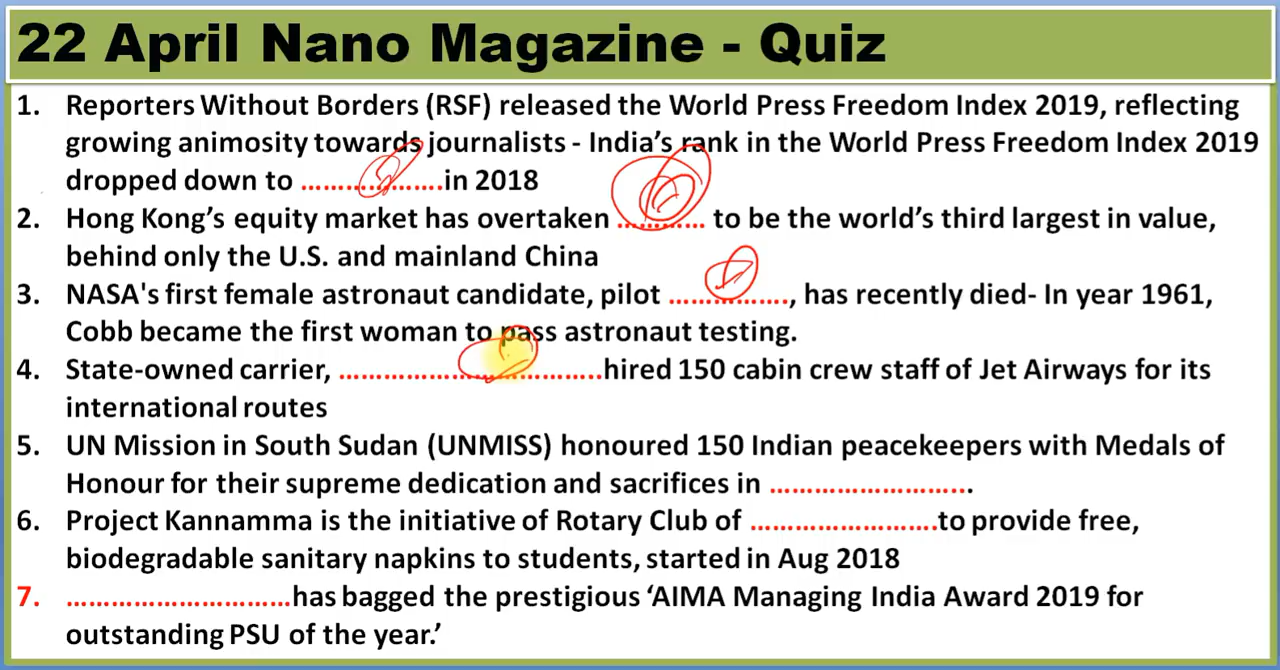 22 April Nano Magazine - Quiz
1. Reporters Without Borders (RSF) released the World Press Freedom Index 2019, reflecting
growing animosity towards journalists - India's rank in the World Press Freedom Index 2019
dropped down to ………………in 2018
2. Hong Kong's equity market has overtaken ………… to be the world's third largest in value,
behind only the U.S. and mainland China
3. NASA's first female astronaut candidate, pilot ……………, has recently died- In year 1961,
Cobb became the first woman to pass astronaut testing.
4. State-owned carrier, ……………………………..hired 150 cabin crew staff of Jet Airways for its
international routes
5. UN Mission in South Sudan (UNMISS) honoured 150 Indian peacekeepers with Medals of
Honour for their supreme dedication and sacrifices in ……………………...
6. Project Kannamma is the initiative of Rotary Club of …………………….to provide free,
biodegradable sanitary napkins to students, started in Aug 2018
7. …………………………has bagged the prestigious ‘AIMA Managing India Award 2019 for
outstanding PSU of the year.’